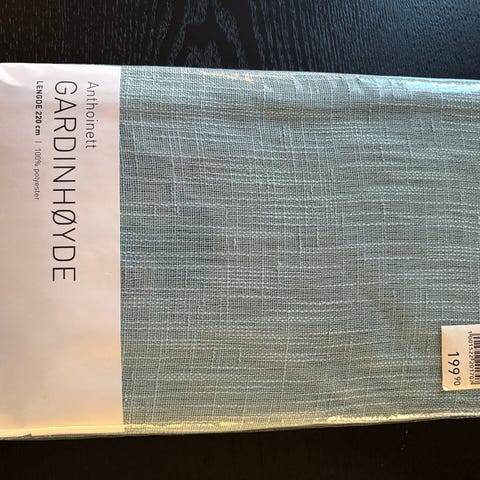 Anthoinett
GARDINHØYDE
LENGDE 220 cm | 100% polyester
199 90